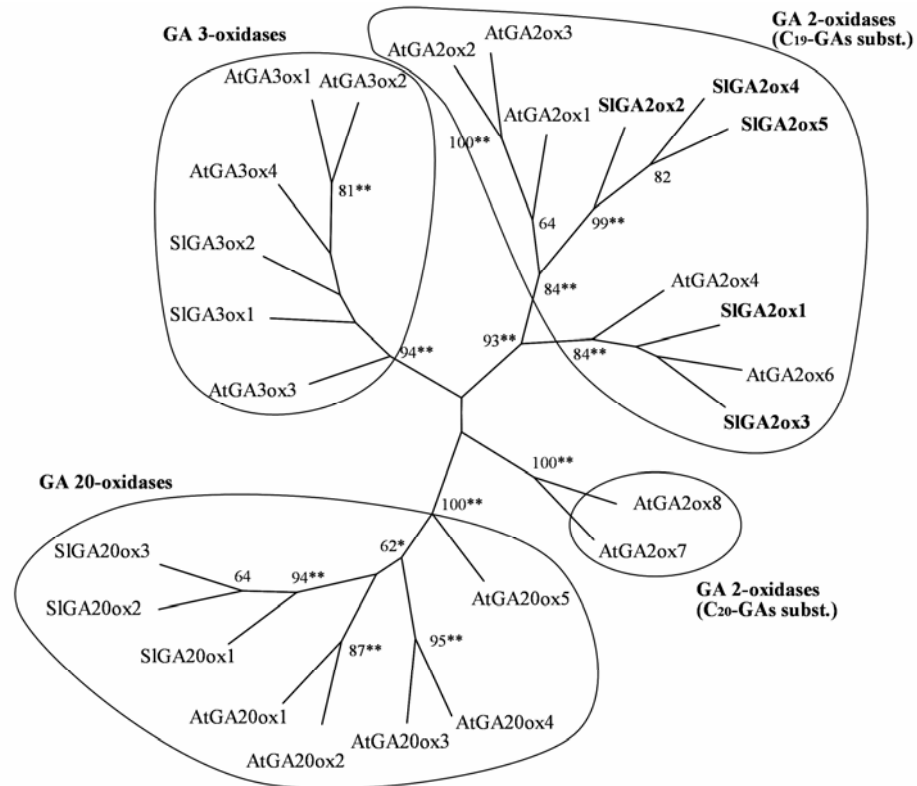 GA 3-oxidases
GA 2-oxidases
(C19-GAs subst.)
AtGA3ox1
AtGA3ox2
AtGA3ox4
SlGA3ox2
SlGA3ox1
AtGA3ox3
81**
94**
AtGA2ox2
AtGA2ox3
AtGA2ox1
SlGA2ox2
SlGA2ox4
SlGA2ox5
100**
64
99**
82
84**
93**
84**
AtGA2ox4
SlGA2ox1
AtGA2ox6
SlGA2ox3
GA 20-oxidases
100**
100**
AtGA2ox8
AtGA2ox7
GA 2-oxidases
(C20-GAs subst.)
SlGA20ox3
SlGA20ox2
SlGA20ox1
64
94**
62*
87**
95**
AtGA20ox5
AtGA20ox1
AtGA20ox2
AtGA20ox3
AtGA20ox4